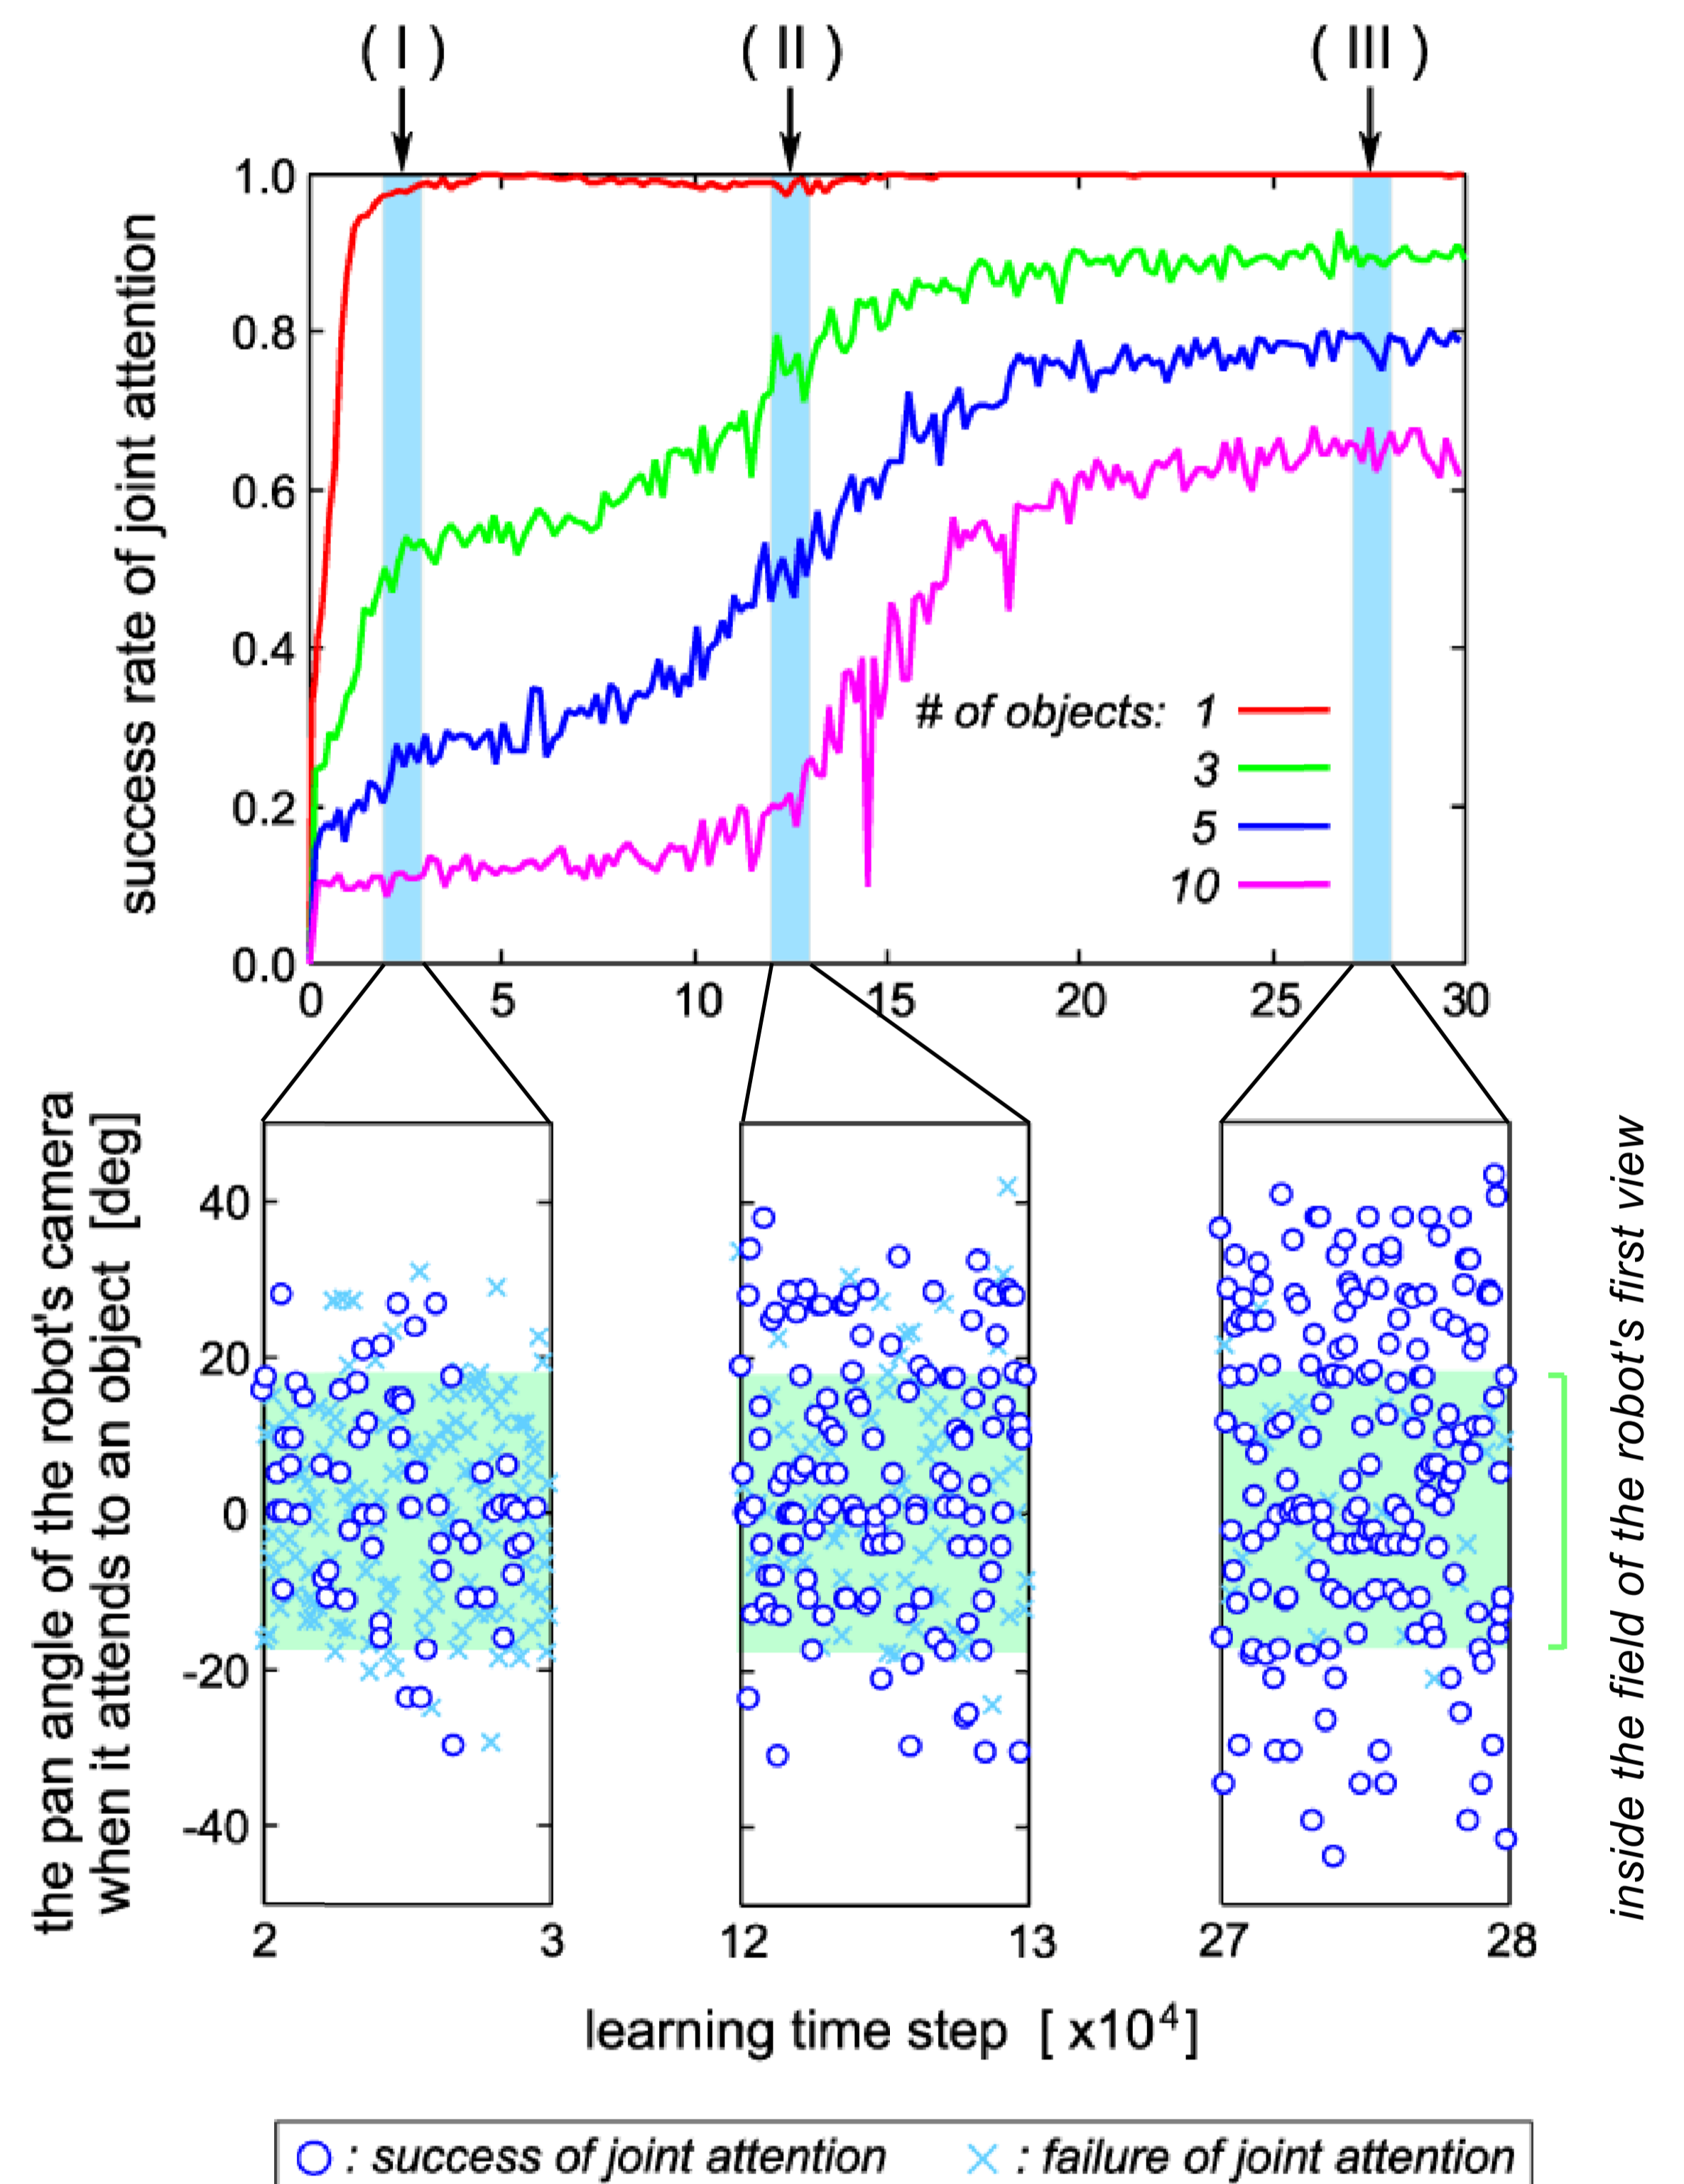 ( I )
( II )
( III )
success rate of joint attention
1.0
0.8
0.6
0.4
0.2
0.0
# of objects: 1
3
5
10
0
5
10
15
20
25
30
the pan angle of the robot's camera
when it attends to an object [deg]
40
20
0
-20
-40
inside the field of the robot's first view
2
3
12
13
27
28
learning time step [ x10⁴]
: success of joint attention
: failure of joint attention